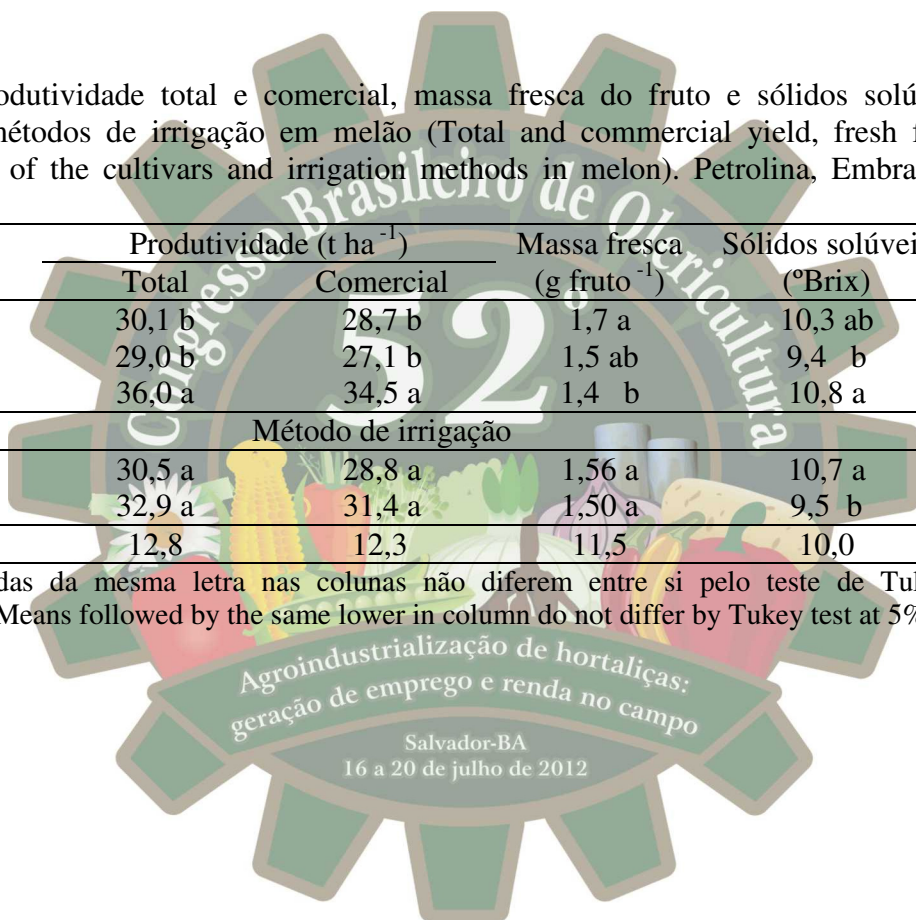 odutividade total e comercial, massa fresca do fruto e sólidos solú
métodos de irrigação em melão (Total and commercial yield, fresh f
of the cultivars and irrigation methods in melon). Petrolina, Embra
Produtividade (t ha -1) Massa fresca Sólidos solúvei
Total Comercial (g fruto -1) (ºBrix)
30,1 b 28,7 b 1,7 a 10,3 ab
29,0 b 27,1 b 1,5 ab 9,4 b
36,0 a 34,5 a 1,4 b 10,8 a
Método de irrigação
30,5 a 28,8 a 1,56 a 10,7 a
32,9 a 31,4 a 1,50 a 9,5 b
12,8 12,3 11,5 10,0
das da mesma letra nas colunas não diferem entre si pelo teste de Tuk
Means followed by the same lower in column do not differ by Tukey test at 5%
Congresso Brasileiro de Olericultura
52º
Agroindustrialização de hortaliças:
geração de emprego e renda no campo
Salvador-BA
16 a 20 de julho de 2012